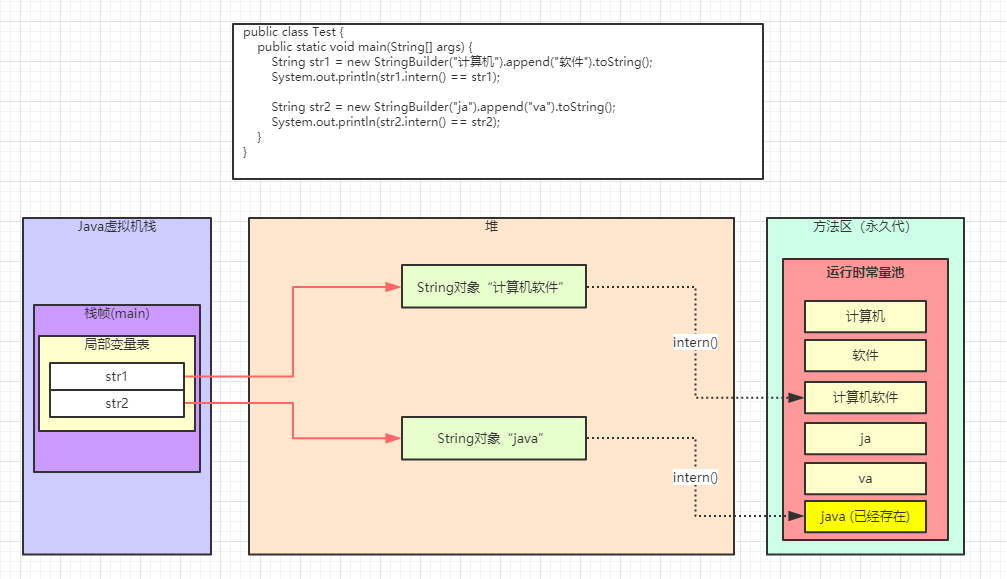 public class Test {
public static void main(String[] args) {
String str1 = new StringBuilder("计算机").append("软件").toString();
System.out.println(str1.intern() == str1);
String str2 = new StringBuilder("ja").append("va").toString();
System.out.println(str2.intern() == str2);
}
}
Java虚拟机栈
栈帧(main)
局部变量表
str1
str2
堆
String对象“计算机软件”
String对象“java”
intern()
intern()
方法区（永久代）
运行时常量池
计算机
软件
计算机软件
ja
va
java (已经存在)